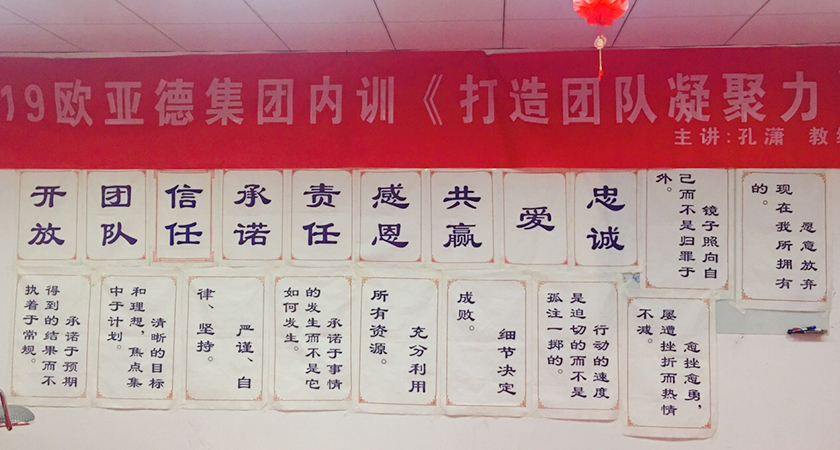 19欧亚德集团内训《打造团队凝聚力
主讲:孔潇 教
开放
团队
信任
承诺
责任
感恩
共赢
爱
忠诚
镜子照向自
己而不是归罪于
外。
愿意放弃
现在我所拥有
的。
承诺于预期
得到的结果而不
执着于常规。
清晰的目标
和理想,焦点集
中于计划。
严谨、自
律、坚持。
承诺于事情
的发生而不是它
如何发生。
充分利用
所有资源。
细节决定
成败。
行动的速度
是迫切的而不是
孤注一掷的。
愈挫愈勇,
屡遭挫折而热情
不减。